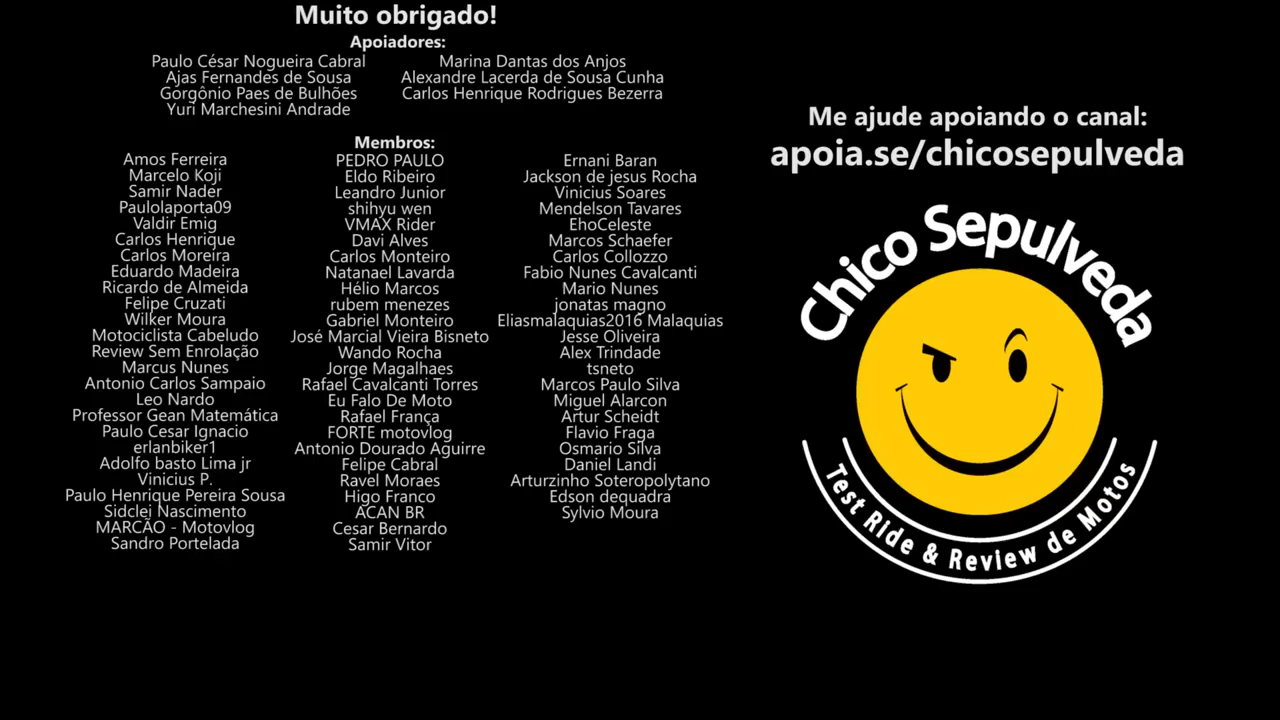 Muito obrigado!
Apoiadores:
Paulo César Nogueira Cabral
Ajas Fernandes de Sousa
Gorgônio Paes de Bulhões
Yuri Marchesini Andrade
Marina Dantas dos Anjos
Alexandre Lacerda de Sousa Cunha
Carlos Henrique Rodrigues Bezerra
Membros:
Amos Ferreira
Marcelo Koji
Samir Nader
Paulolaporta09
Valdir Emig
Carlos Henrique
Carlos Moreira
Eduardo Madeira
Ricardo de Almeida
Felipe Cruzati
Wilker Moura
Motociclista Cabeludo
Review Sem Enrolação
Marcus Nunes
Antonio Carlos Sampaio
Leo Nardo
Professor Gean Matemática
Paulo Cesar Ignacio
erlanbiker1
Adolfo basto Lima jr
Vinicius P.
Paulo Henrique Pereira Sousa
Sidclei Nascimento
MARCÃO - Motovlog
Sandro Portelada
PEDRO PAULO
Eldo Ribeiro
Leandro Junior
shihyu wen
VMAX Rider
Davi Alves
Carlos Monteiro
Natanael Lavarda
Hélio Marcos
rubem menezes
Gabriel Monteiro
José Marcial Vieira Bisneto
Wando Rocha
Jorge Magalhaes
Rafael Cavalcanti Torres
Eu Falo De Moto
Rafael França
FORTE motovlog
Antonio Dourado Aguirre
Felipe Cabral
Ravel Moraes
Higo Franco
ACAN BR
Cesar Bernardo
Samir Vitor
Ernani Baran
Jackson de jesus Rocha
Vinicius Soares
Mendelson Tavares
EhoCeleste
Marcos Schaefer
Carlos Collozzo
Fabio Nunes Cavalcanti
Mario Nunes
jonatas magno
Eliasmalaquias2016 Malaquias
Jesse Oliveira
Alex Trindade
tsneto
Marcos Paulo Silva
Miguel Alarcon
Artur Scheidt
Flavio Fraga
Osmario Silva
Daniel Landi
Arturzinho Soteropolytano
Edson dequadra
Sylvio Moura
Me ajude apoiando o canal:
apoia.se/chicosepulveda
Chico Sepulveda
Test Ride & Review de Motos